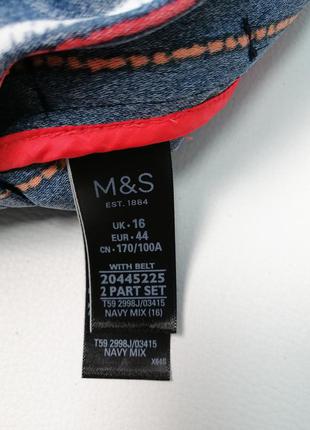 M&S
EST. 1884
UK • 16
EUR • 44
CN • 170/100A
WITH BELT
20445225
2 PART SET
T59 2998J/03415
NAVY MIX (16)
T59 2998J/03415
NAVY MIX